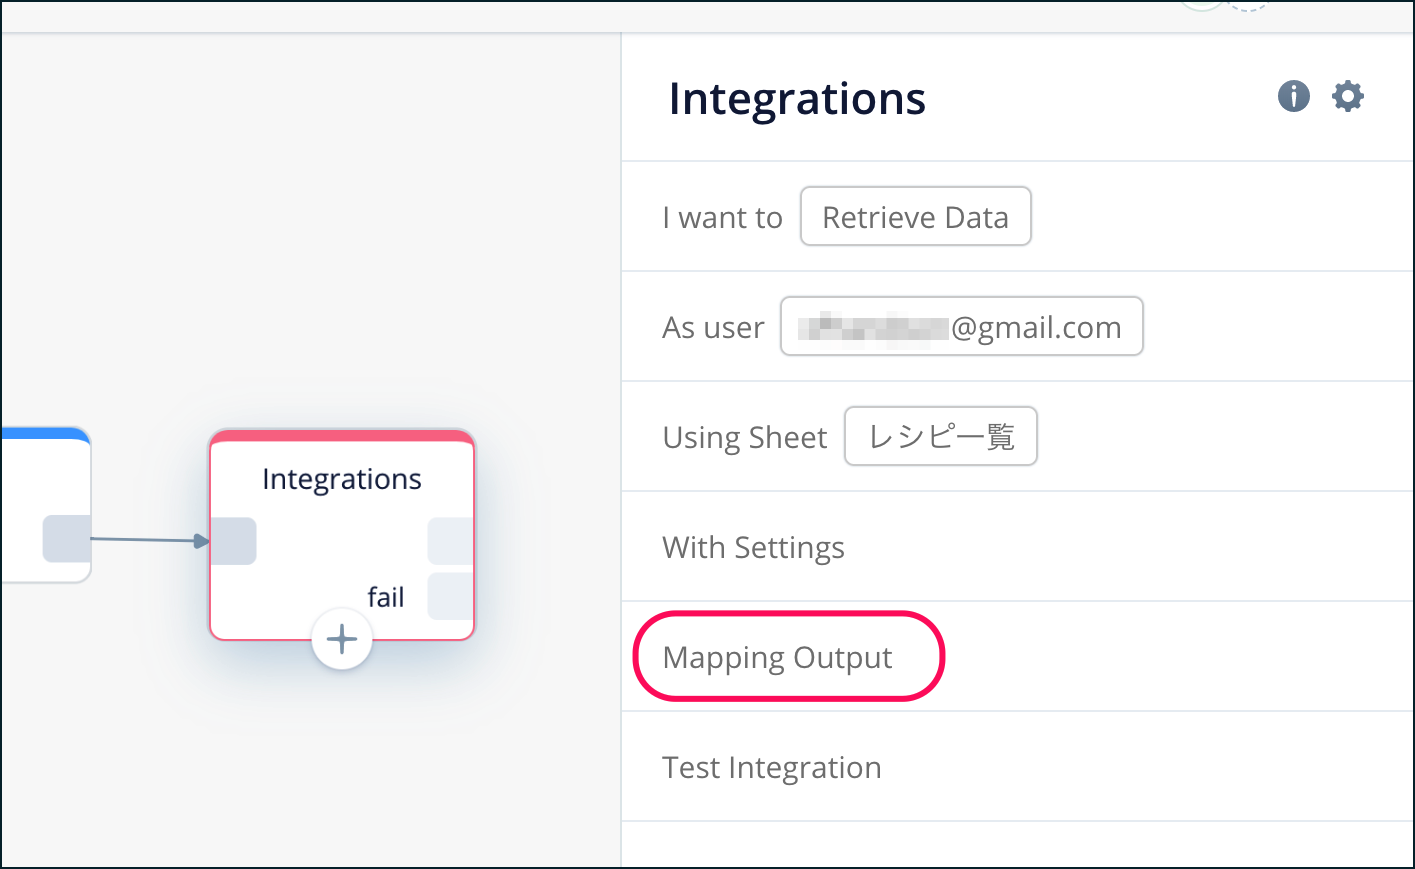 Integrations
I want to Retrieve Data
As user @gmail.com
Using Sheet レシピ一覧
With Settings
Mapping Output
Test Integration
Integrations
fail